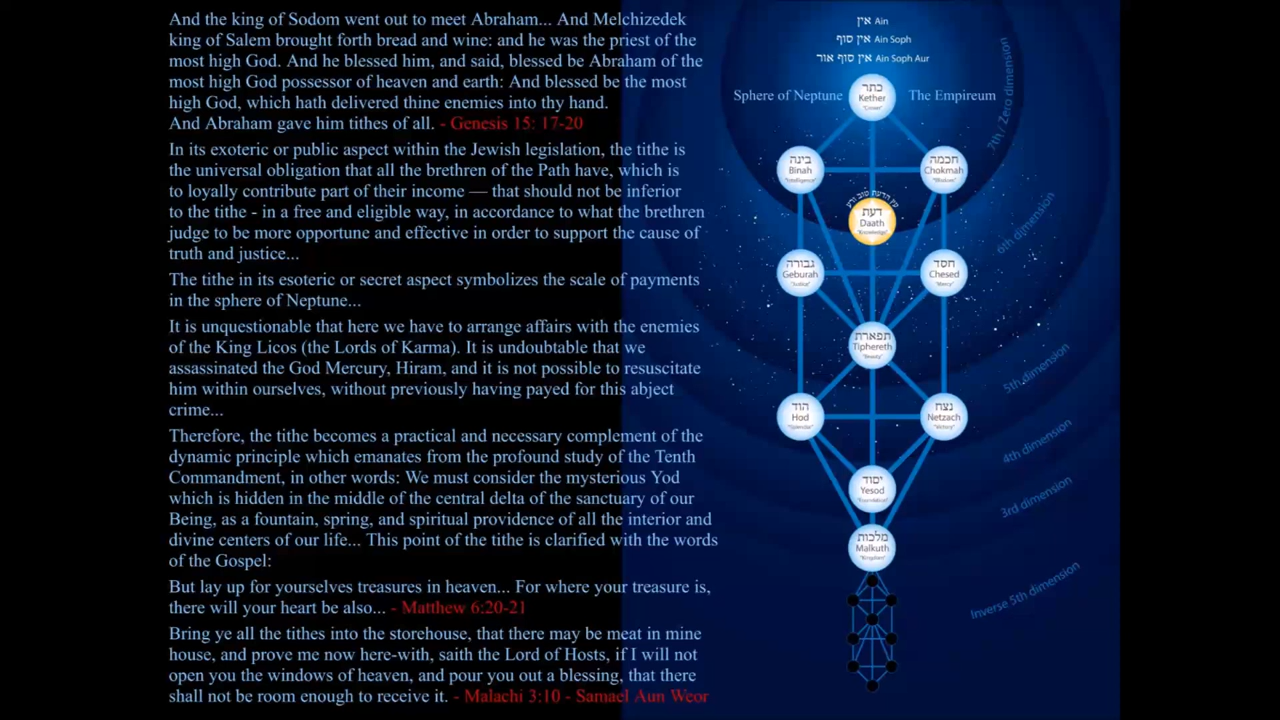 And the king of Sodom went out to meet Abraham... And Melchizedek
king of Salem brought forth bread and wine: and he was the priest of the
most high God. And he blessed him, and said, blessed be Abraham of the
most high God possessor of heaven and earth: And blessed be the most
high God, which hath delivered thine enemies into thy hand.
And Abraham gave him tithes of all. - Genesis 15: 17-20
In its exoteric or public aspect within the Jewish legislation, the tithe is
the universal obligation that all the brethren of the Path have, which is
to loyally contribute part of their income — that should not be inferior
to the tithe - in a free and eligible way, in accordance to what the brethren
judge to be more opportune and effective in order to support the cause of
truth and justice...
The tithe in its esoteric or secret aspect symbolizes the scale of payments
in the sphere of Neptune...
It is unquestionable that here we have to arrange affairs with the enemies
of the King Licos (the Lords of Karma). It is undoubtable that we
assassinated the God Mercury, Hiram, and it is not possible to resuscitate
him within ourselves, without previously having payed for this abject
crime...
Therefore, the tithe becomes a practical and necessary complement of the
dynamic principle which emanates from the profound study of the Tenth
Commandment, in other words: We must consider the mysterious Yod
which is hidden in the middle of the central delta of the sanctuary of our
Being, as a fountain, spring, and spiritual providence of all the interior and
divine centers of our life... This point of the tithe is clarified with the words
of the Gospel:
But lay up for yourselves treasures in heaven... For where your treasure is,
there will your heart be also... - Matthew 6:20-21
Bring ye all the tithes into the storehouse, that there may be meat in mine
house, and prove me now here-with, saith the Lord of Hosts, if I will not
open you the windows of heaven, and pour you out a blessing, that there
shall not be room enough to receive it. - Malachi 3:10 - Samael Aun Weor
אין Ain
אין סוף Ain Soph
אין סוף אור Ain Soph Aur
Sphere of Neptune
כתר
Kether
"Crown"
The Empireum
7th / Zero dimension
בינה
Binah
"Intelligence"
חכמה
Chokmah
"Wisdom"
עץ הדעת טוב ורע
דעת
Daath
"Knowledge"
6th dimension
גבורה
Geburah
"Justice"
חסד
Chesed
"Mercy"
תפארת
Tiphereth
"Beauty"
5th dimension
הוד
Hod
"Splendor"
נצח
Netzach
"Victory"
4th dimension
יסוד
Yesod
"Foundation"
3rd dimension
מלכות
Malkuth
"Kingdom"
Inverse 5th dimension